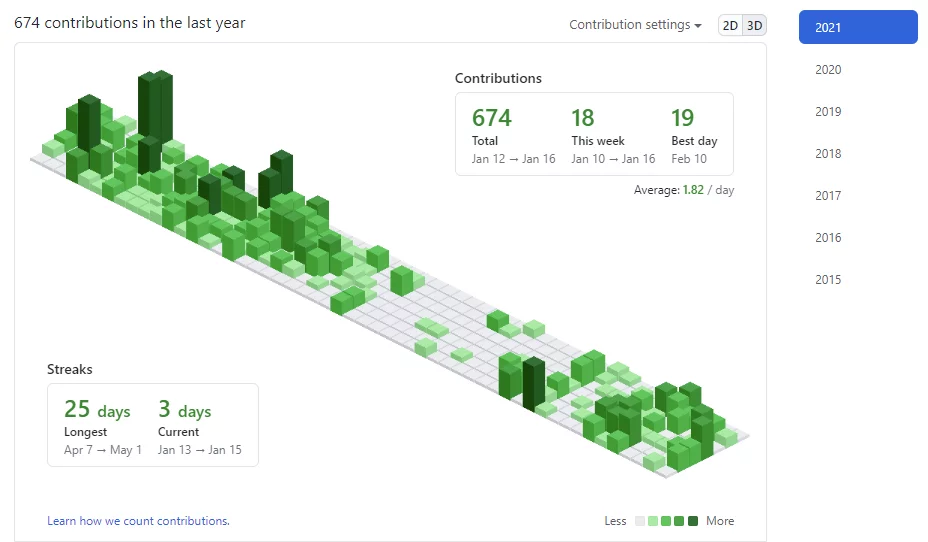 674 contributions in the last year
Contribution settings
2D 3D
2021
2020
2019
2018
2017
2016
2015
Contributions
674 18 19
Total This week Best day
Jan 12 → Jan 16 Jan 10 → Jan 16 Feb 10
Average: 1.82 / day
Streaks
25 days 3 days
Longest Current
Apr 7 → May 1 Jan 13 → Jan 15
Learn how we count contributions.
Less More